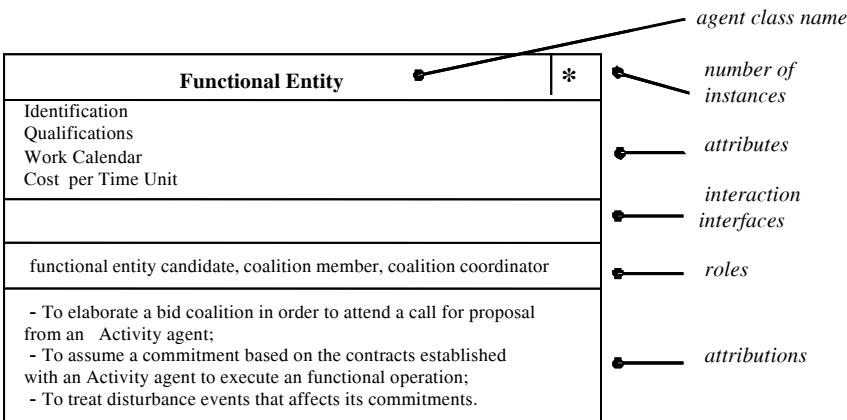 agent class name
Functional Entity *
number of
instances
Identification
Qualifications
Work Calendar
Cost per Time Unit
attributes
interaction
interfaces
functional entity candidate, coalition member, coalition coordinator
roles
- To elaborate a bid coalition in order to attend a call for proposal
from an Activity agent;
- To assume a commitment based on the contracts established
with an Activity agent to execute an functional operation;
- To treat disturbance events that affects its commitments.
attributions